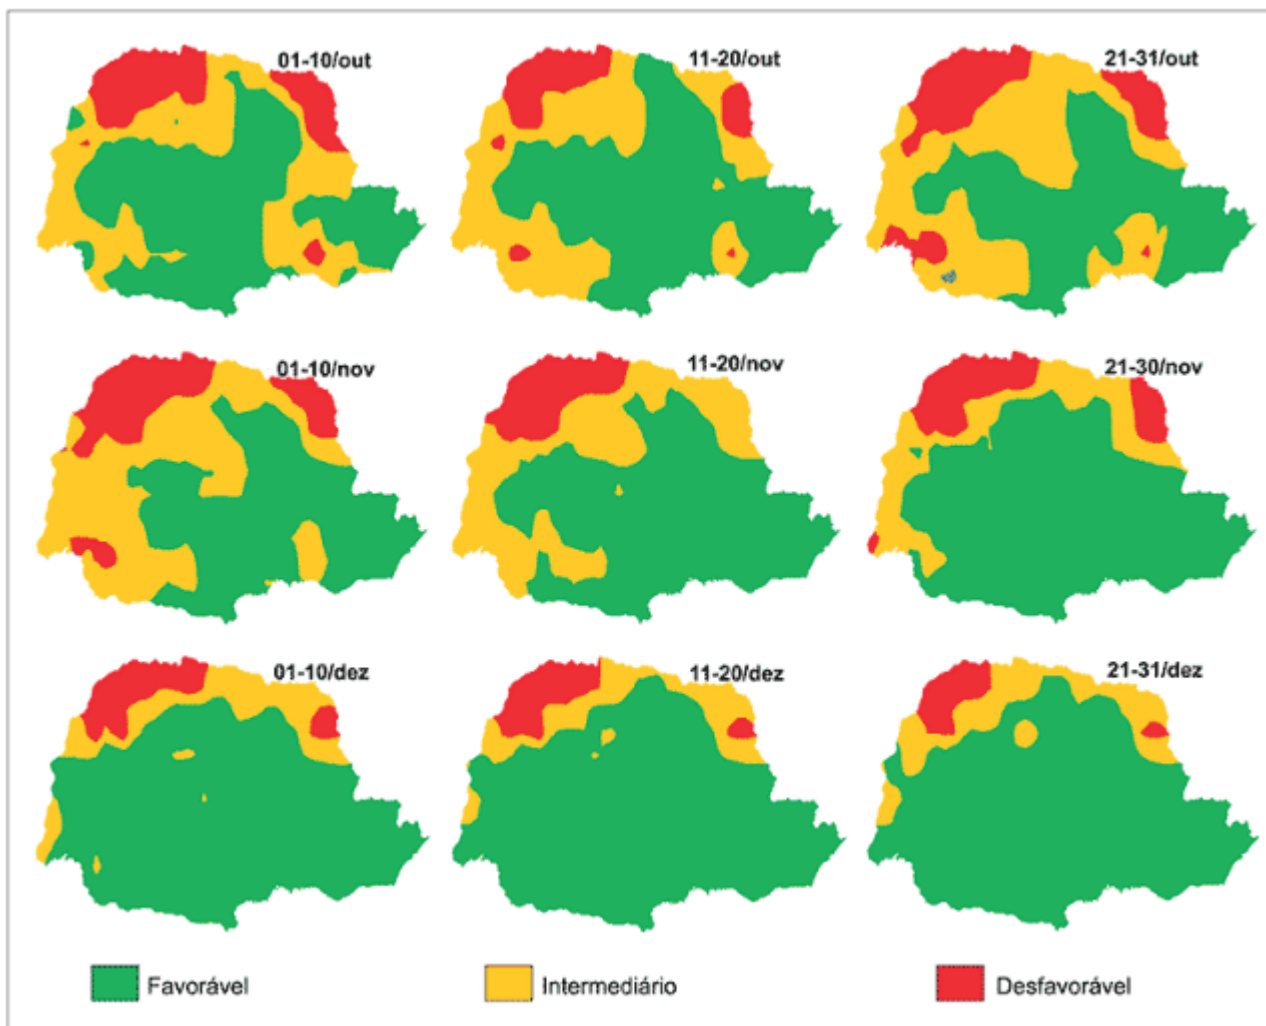 01-10/out
11-20/out
21-31/out
01-10/nov
11-20/nov
21-30/nov
01-10/dez
11-20/dez
21-31/dez
Favorável
Intermediário
Desfavorável